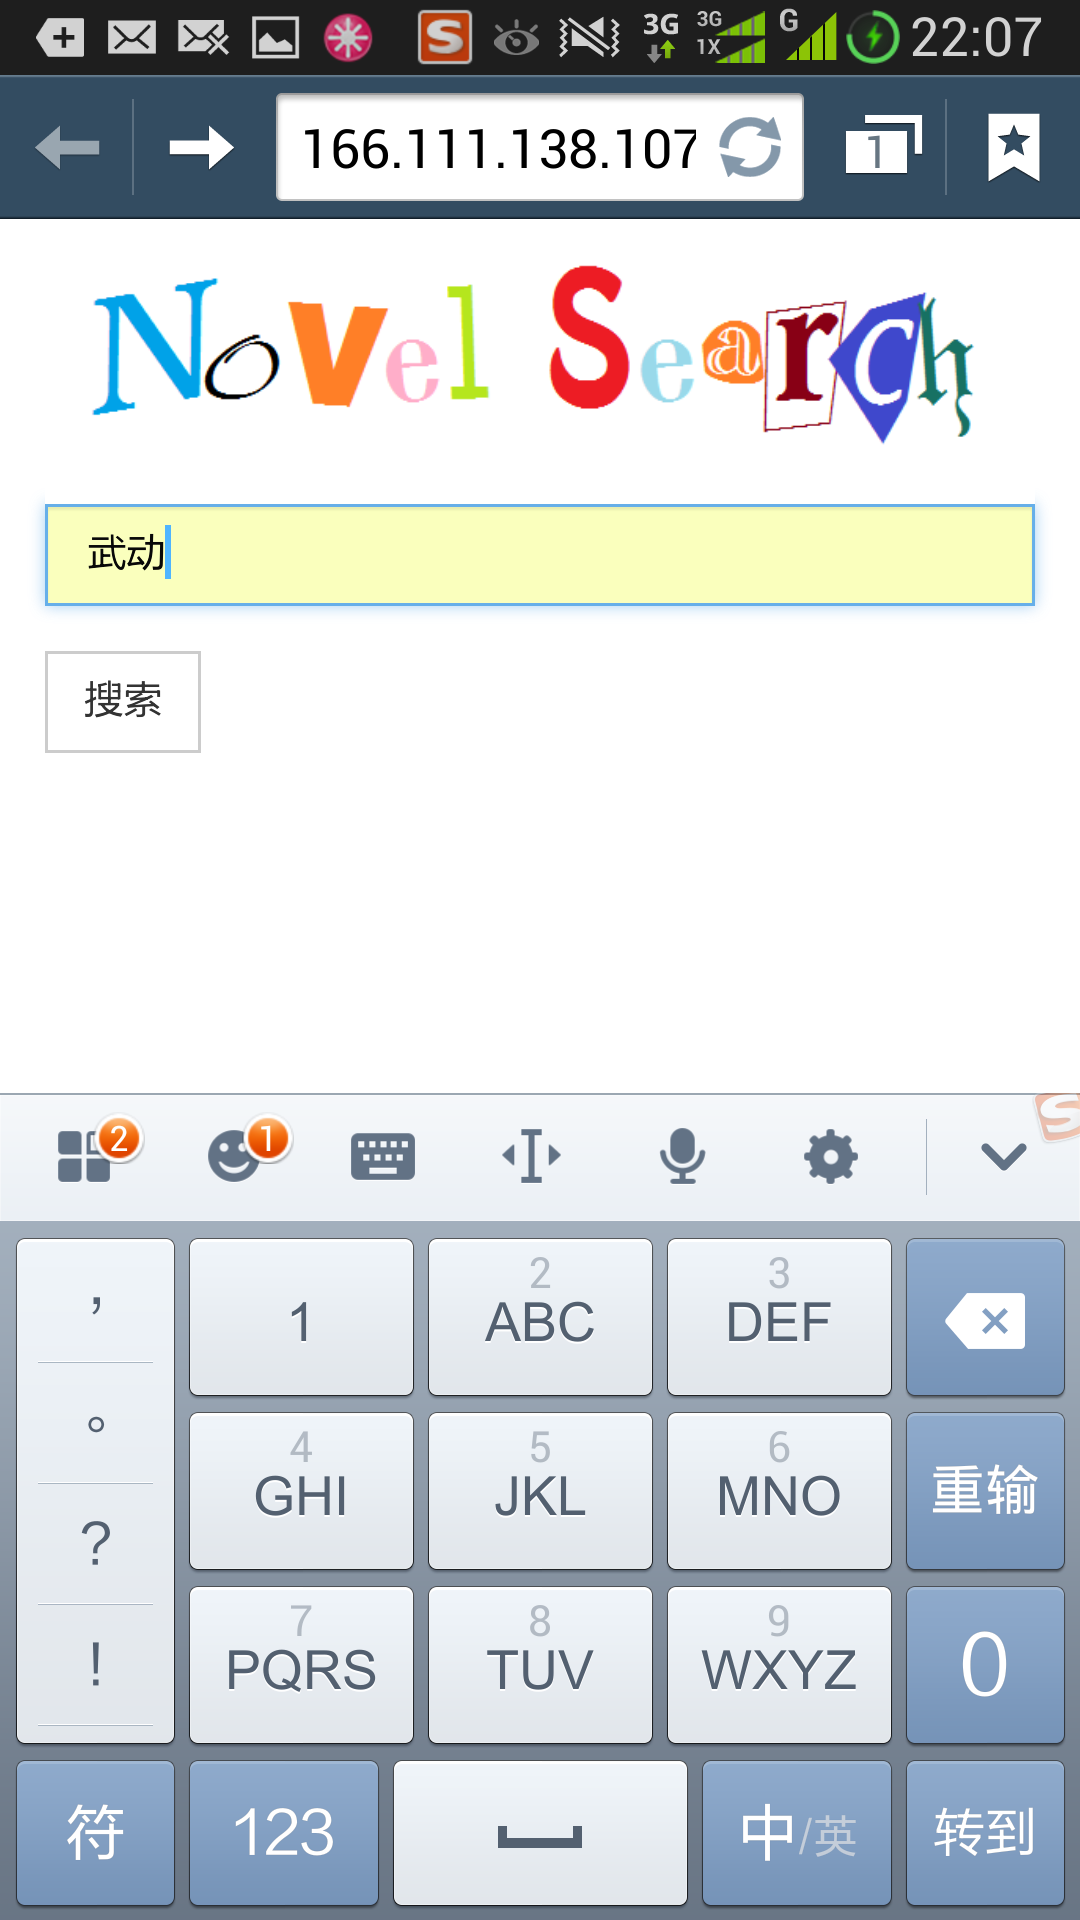 3G 3G 1X G 22:07
166.111.138.107 1
Novel Search
武动
搜索
2 1
, 1 2 ABC 3 DEF
。 4 GHI 5 JKL 6 MNO 重输
? 7 PQRS 8 TUV 9 WXYZ 0
!
符 123 中/英 转到